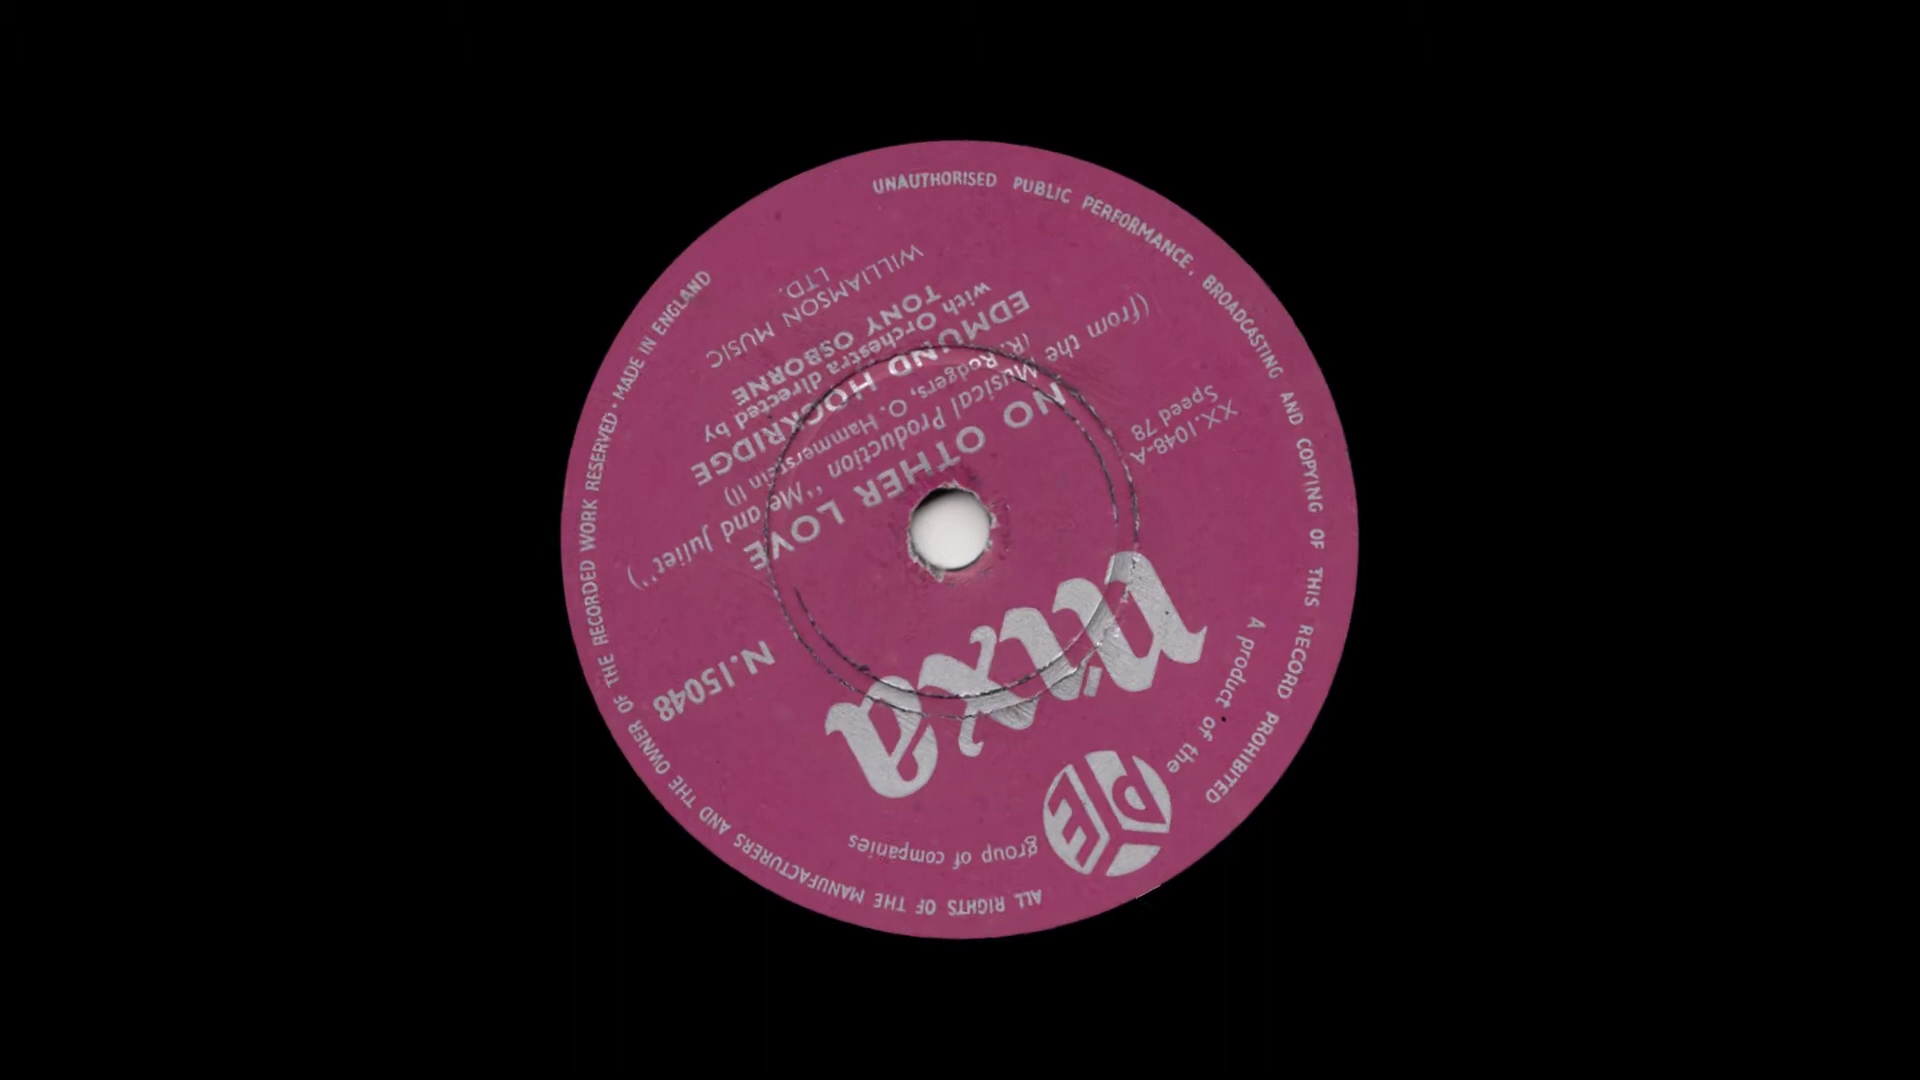 UNAUTHORISED PUBLIC PERFORMANCE, BROADCASTING AND COPYING OF THIS RECORD PROHIBITED
ALL RIGHTS OF THE MANUFACTURERS AND THE OWNER OF THE RECORDED WORK RESERVED · MADE IN ENGLAND
A product of the
PYE
group of companies
nixa
N.15048
XX.1048-A
Speed 78
NO OTHER LOVE
(from the Musical Production "Me and Juliet")
(R. Rodgers, O. Hammerstein II)
EDMUND HOCKRIDGE
with Orchestra directed by
TONY OSBORNE
WILLIAMSON MUSIC
LTD.